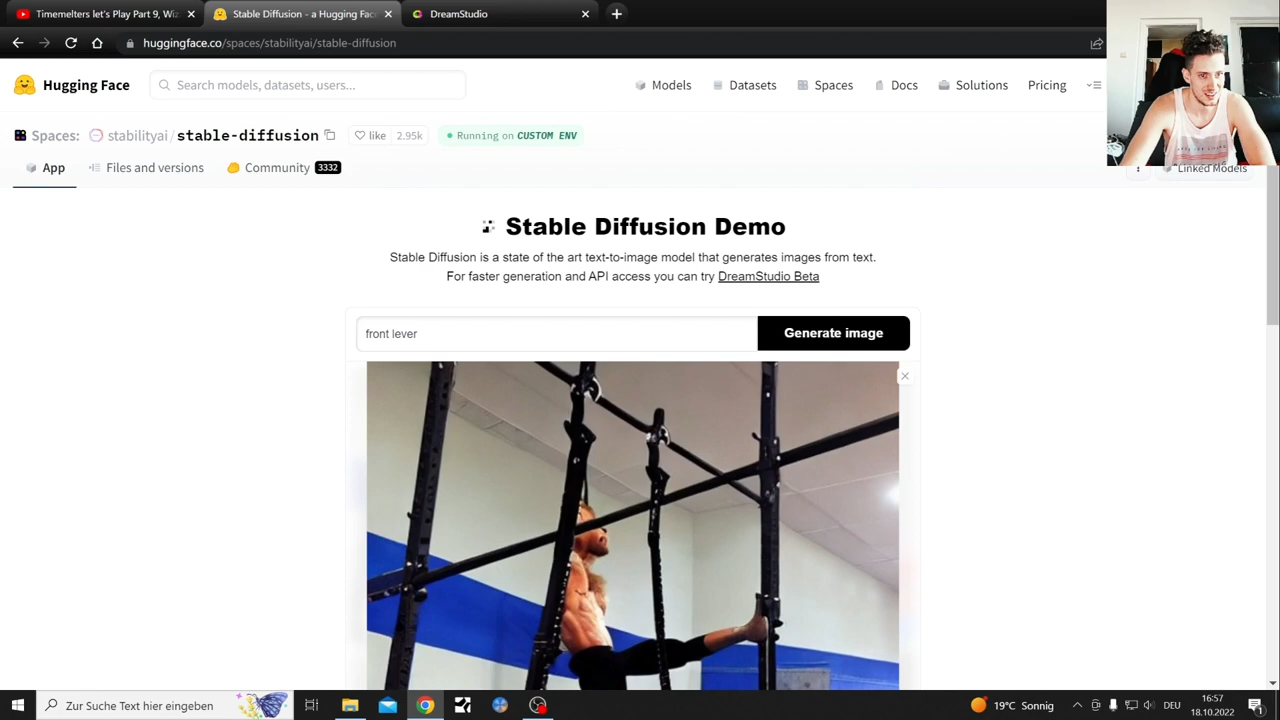 Timemelters let's Play Part 9, Wiz
Stable Diffusion - a Hugging Face
DreamStudio
huggingface.co/spaces/stabilityai/stable-diffusion
Hugging Face
Search models, datasets, users...
Models
Datasets
Spaces
Docs
Solutions
Pricing
Spaces:
stabilityai/stable-diffusion
like
2.95k
Running on CUSTOM ENV
App
Files and versions
Community
3332
Linked Models
Stable Diffusion Demo
Stable Diffusion is a state of the art text-to-image model that generates images from text.
For faster generation and API access you can try DreamStudio Beta
front lever
Generate image
Zur Suche Text hier eingeben
19°C Sonnig
DEU
16:57
18.10.2022
1